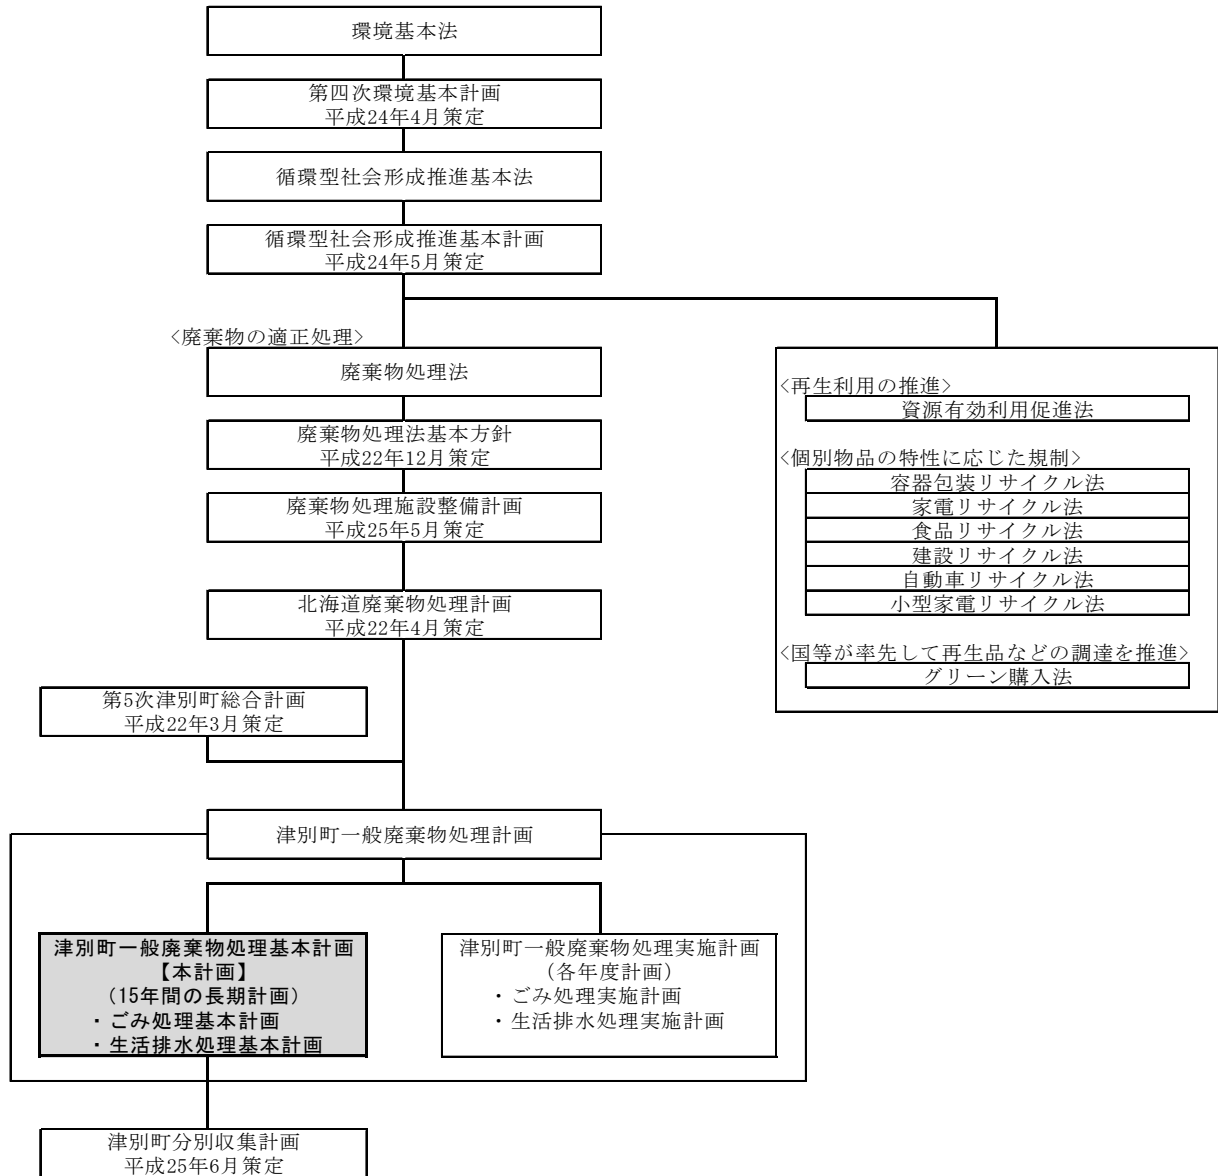 環境基本法
第四次環境基本計画
平成24年4月策定
循環型社会形成推進基本法
循環型社会形成推進基本計画
平成24年5月策定
<廃棄物の適正処理>
廃棄物処理法
廃棄物処理法基本方針
平成22年12月策定
廃棄物処理施設整備計画
平成25年5月策定
北海道廃棄物処理計画
平成22年4月策定
<再生利用の推進>
資源有効利用促進法
<個別物品の特性に応じた規制>
容器包装リサイクル法
家電リサイクル法
食品リサイクル法
建設リサイクル法
自動車リサイクル法
小型家電リサイクル法
<国等が率先して再生品などの調達を推進>
グリーン購入法
第5次津別町総合計画
平成22年3月策定
津別町一般廃棄物処理計画
津別町一般廃棄物処理基本計画
【本計画】
(15年間の長期計画)
・ごみ処理基本計画
・生活排水処理基本計画
津別町一般廃棄物処理実施計画
(各年度計画)
・ごみ処理実施計画
・生活排水処理実施計画
津別町分別収集計画
平成25年6月策定